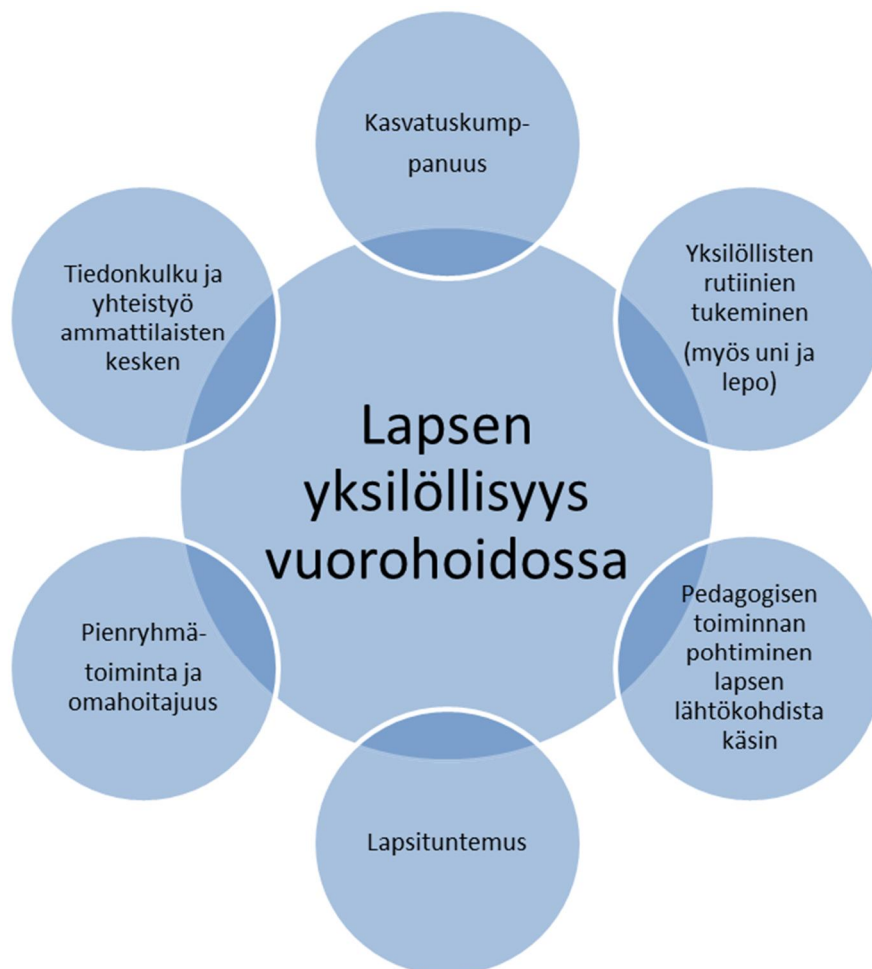 Kasvatuskump-
panuus
Yksilöllisten
rutiinien
tukeminen
(myös uni ja
lepo)
Pedagogisen
toiminnan
pohtiminen
lapsen
lähtökohdista
käsin
Lapsituntemus
Pienryhmä-
toiminta ja
omahoitajuus
Tiedonkulku ja
yhteistyö
ammattilaisten
kesken
Lapsen
yksilöllisyys
vuorohoidossa